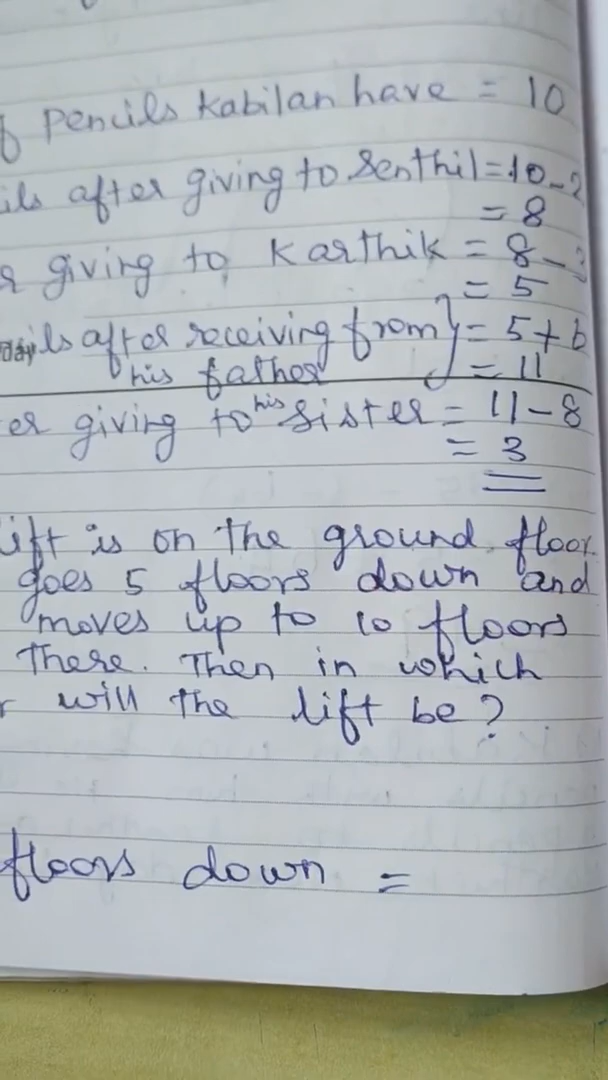 Pencils Kabilan have = 10
ils after giving to Senthil = 10 - 2
= 8
giving to Karthik = 8 - 3
= 5
ils after receiving from } = 5 + 6
his father = 11
er giving to his sister = 11 - 8
= 3
ift is on the ground floor.
goes 5 floors down and
moves up to 10 floors
there. Then in which
r will the lift be?
floors down =